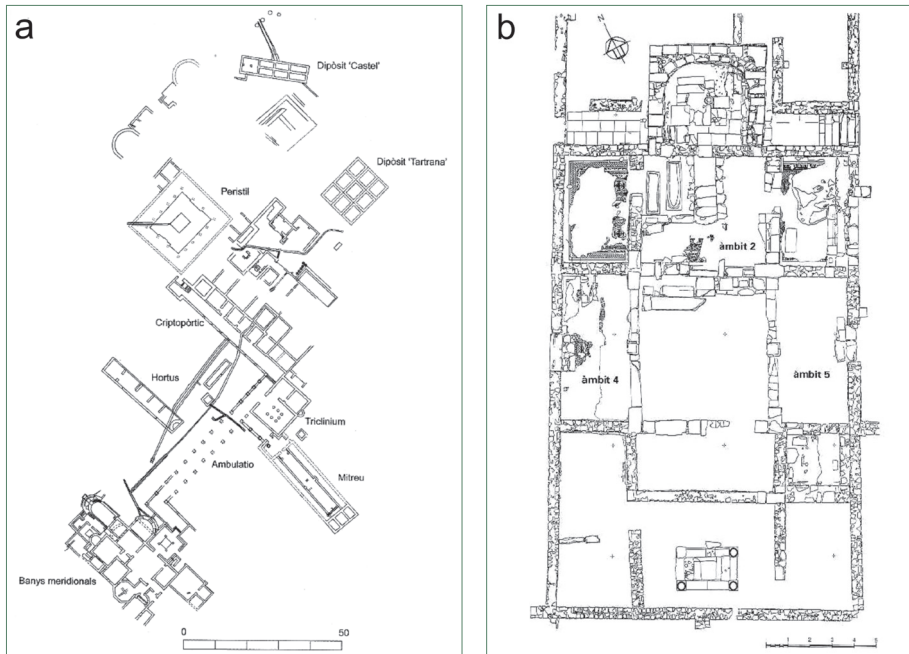 a
Dipòsit 'Castel'
Dipòsit 'Tartrana'
Peristil
Criptopòrtic
Hortus
Triclinium
Ambulatio
Mitreu
Banys meridionals
0 50
b
N
àmbit 2
àmbit 4
àmbit 5
1 2 3 4 5